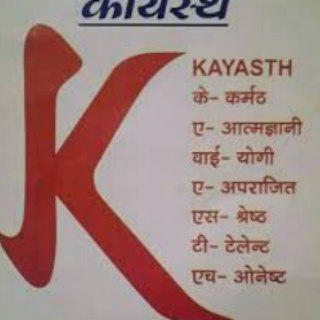 कायस्थ
KAYASTH
के- कर्मठ
ए- आत्मज्ञानी
वाई- योगी
ए- अपराजित
एस- श्रेष्ठ
टी- टेलेन्ट
एच- ओनेष्ट